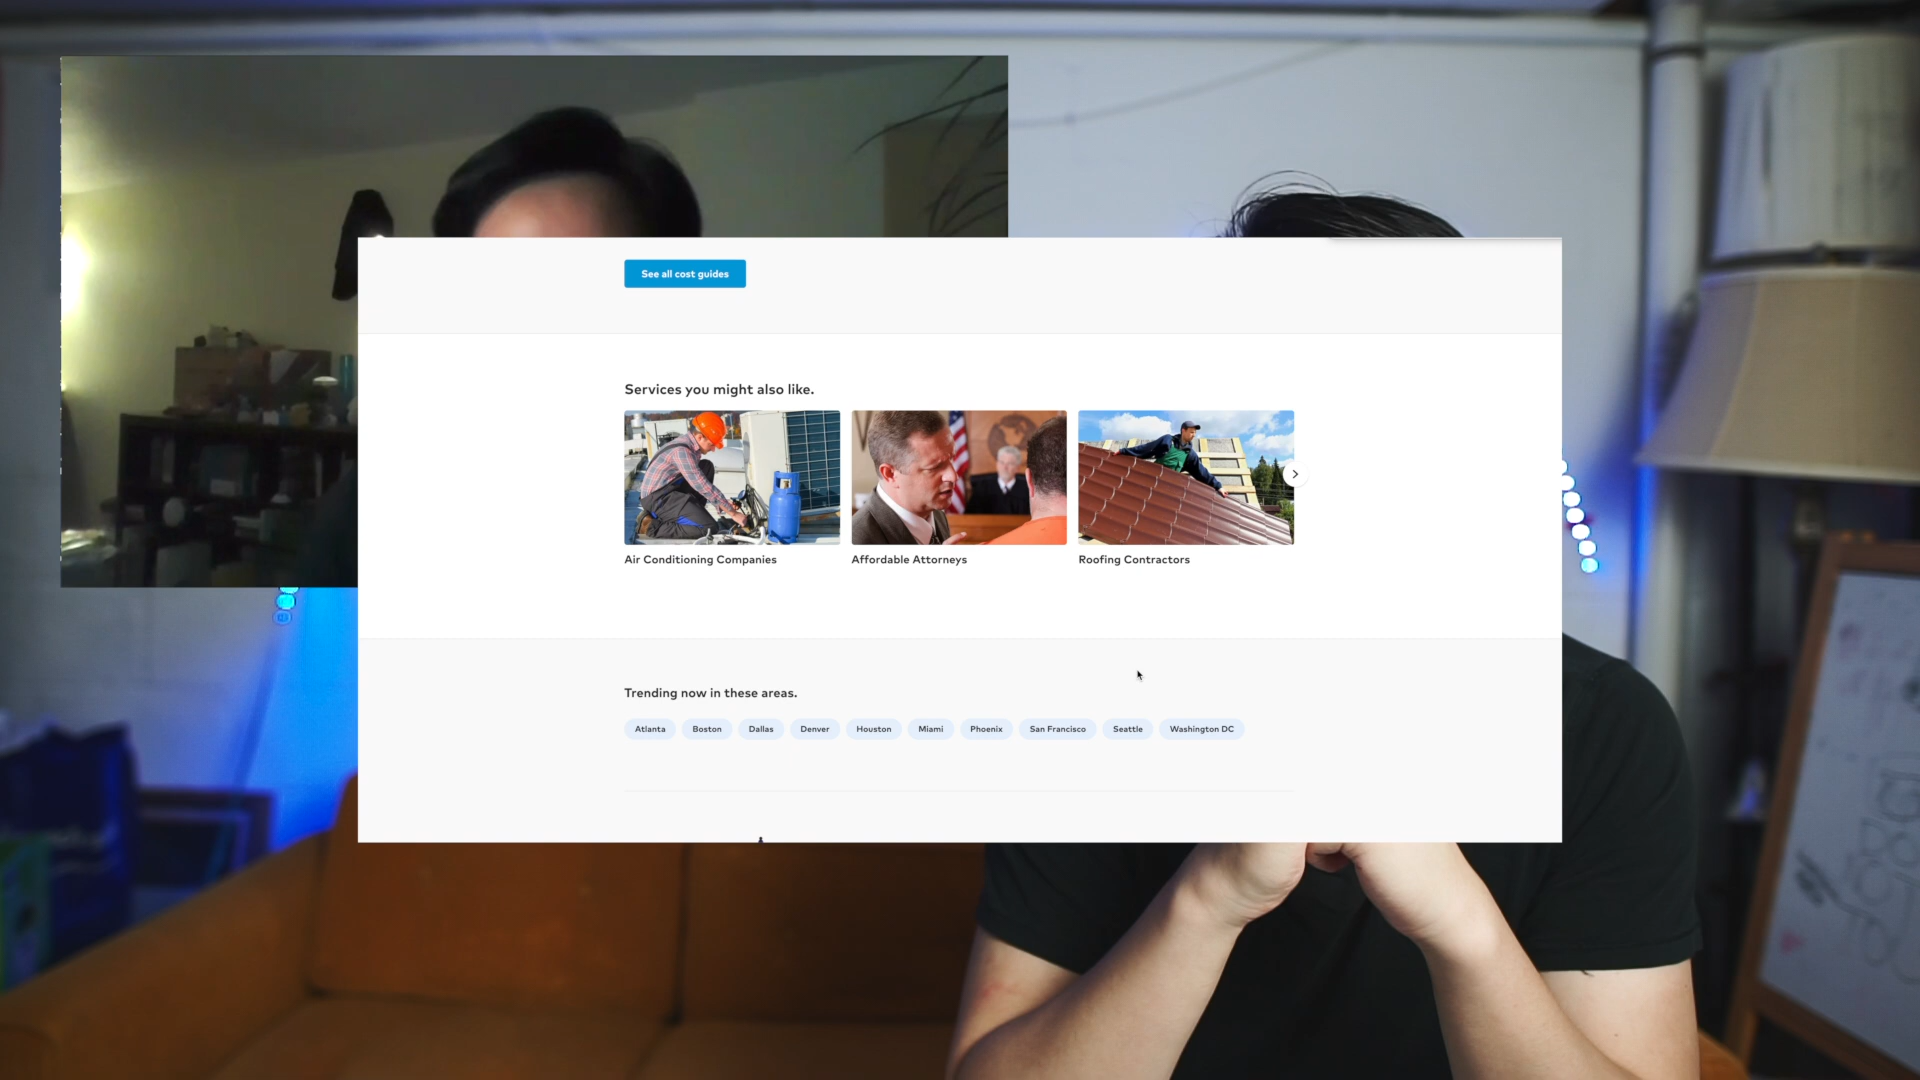 See all cost guides
Services you might also like.
Air Conditioning Companies
Affordable Attorneys
Roofing Contractors
Trending now in these areas.
Atlanta
Boston
Dallas
Denver
Houston
Miami
Phoenix
San Francisco
Seattle
Washington DC